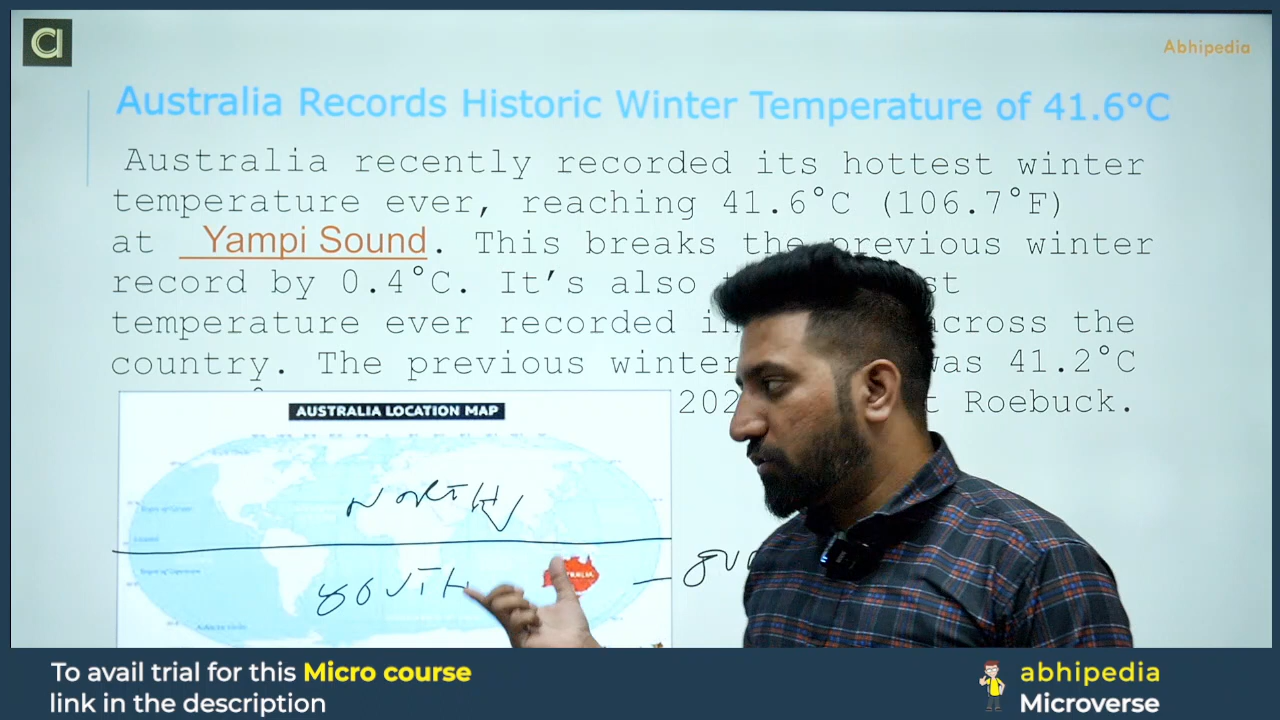 Abhipedia
Australia Records Historic Winter Temperature of 41.6°C
Australia recently recorded its hottest winter
temperature ever, reaching 41.6°C (106.7°F)
at Yampi Sound. This breaks the previous winter
record by 0.4°C. It's also
temperature ever recorded across the
country. The previous winter was 41.2°C
Roebuck.
AUSTRALIA LOCATION MAP
NORTH
SOUTH
To avail trial for this Micro course
link in the description
abhipedia
Microverse